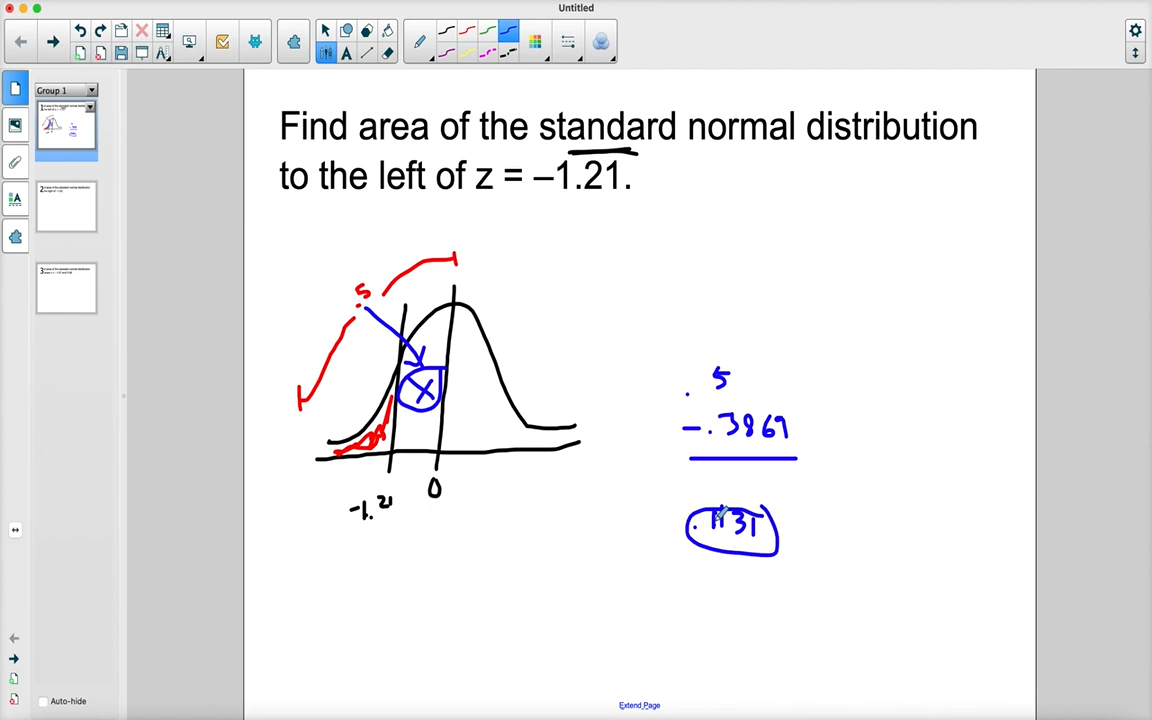 Untitled
Group 1
Find area of the standard normal distribution
to the left of z = –1.21.
.5
-1.21
0
.5
– .3869
.1131
Auto-hide
Extend Page